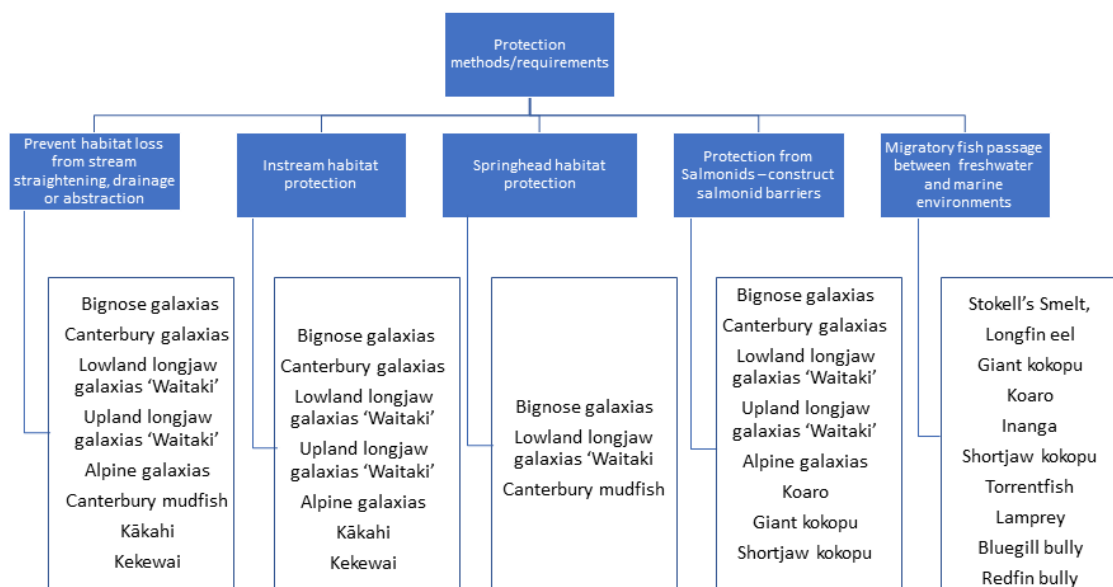 Protection
methods/requirements
Prevent habitat loss
from stream
straightening, drainage
or abstraction
Instream habitat
protection
Springhead habitat
protection
Protection from
Salmonids – construct
salmonid barriers
Migratory fish passage
between freshwater
and marine
environments
Bignose galaxias
Canterbury galaxias
Lowland longjaw
galaxias ‘Waitaki’
Upland longjaw
galaxias ‘Waitaki’
Alpine galaxias
Canterbury mudfish
Kākahi
Kekewai
Bignose galaxias
Canterbury galaxias
Lowland longjaw
galaxias ‘Waitaki’
Upland longjaw
galaxias ‘Waitaki’
Alpine galaxias
Kākahi
Kekewai
Bignose galaxias
Lowland longjaw
galaxias ‘Waitaki
Canterbury mudfish
Bignose galaxias
Canterbury galaxias
Lowland longjaw
galaxias ‘Waitaki’
Upland longjaw
galaxias ‘Waitaki’
Alpine galaxias
Koaro
Giant kokopu
Shortjaw kokopu
Stokell’s Smelt,
Longfin eel
Giant kokopu
Koaro
Inanga
Shortjaw kokopu
Torrentfish
Lamprey
Bluegill bully
Redfin bully